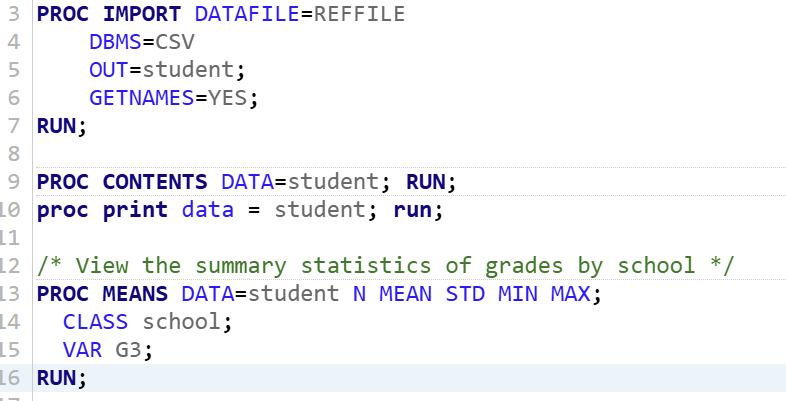 3 PROC IMPORT DATAFILE=REFFILE
4     DBMS=CSV
5     OUT=student;
6     GETNAMES=YES;
7 RUN;
8
9 PROC CONTENTS DATA=student; RUN;
10 proc print data = student; run;
11
12 /* View the summary statistics of grades by school */
13 PROC MEANS DATA=student N MEAN STD MIN MAX;
14   CLASS school;
15   VAR G3;
16 RUN;